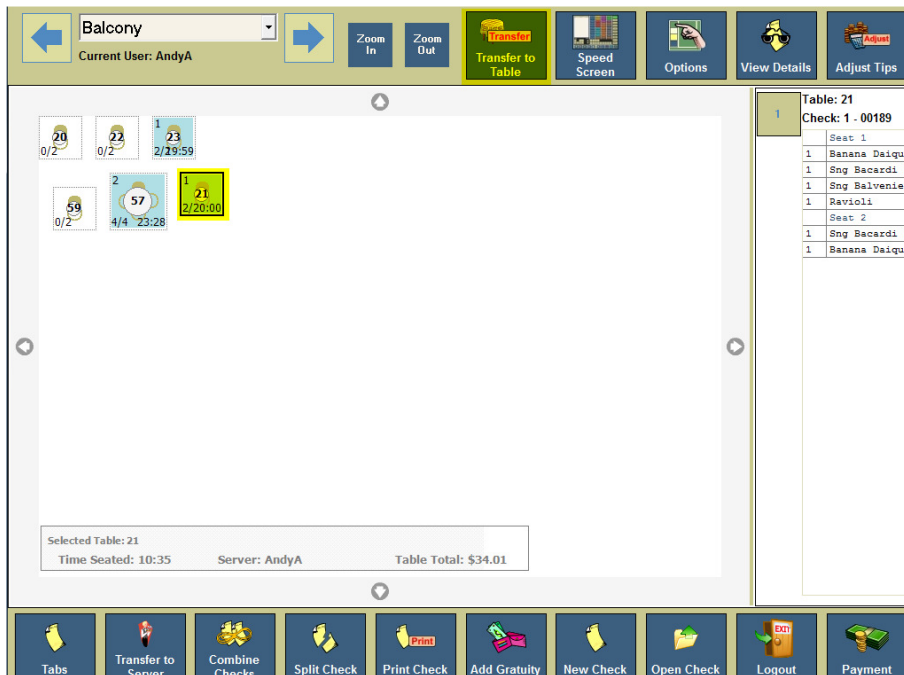 Balcony
Current User: AndyA
Zoom In
Zoom Out
Transfer
Transfer to Table
Speed Screen
Options
View Details
Adjust
Adjust Tips
20
0/2
22
0/2
1
23
2/2
19:59
59
0/2
2
57
4/4 23:28
1
21
2/20:00
1
Table: 21
Check: 1 - 00189
Seat 1
1 Banana Daiqu
1 Sng Bacardi
1 Sng Balvenie
1 Ravioli
Seat 2
1 Sng Bacardi
1 Banana Daiqu
Selected Table: 21
Time Seated: 10:35 Server: AndyA Table Total: $34.01
Tabs
Transfer to Server
Combine Checks
Split Check
Print
Print Check
Add Gratuity
New Check
Open Check
EXIT
Logout
Payment